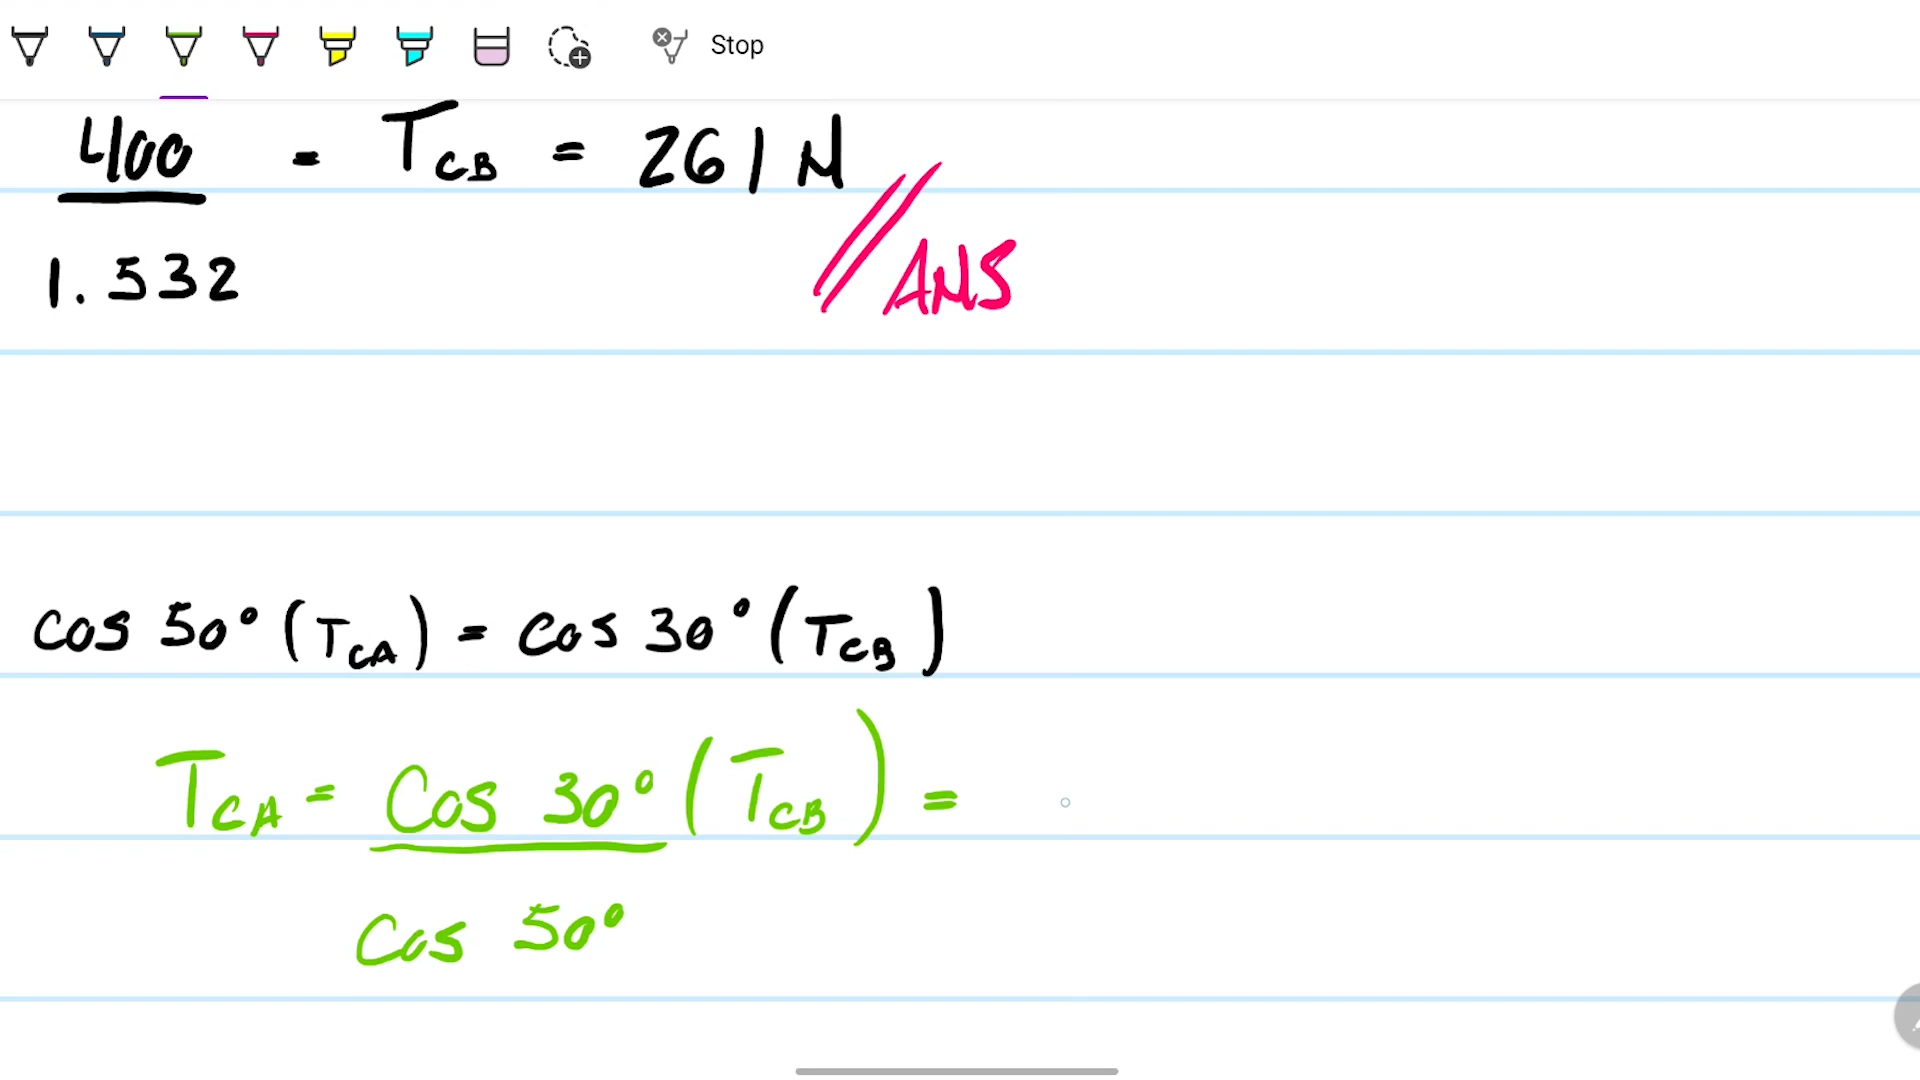 Stop
400 = TCB = 261 N
1.532
// ANS
cos 50° (TCA) = cos 30° (TCB)
TCA = Cos 30° (TCB) =
Cos 50°